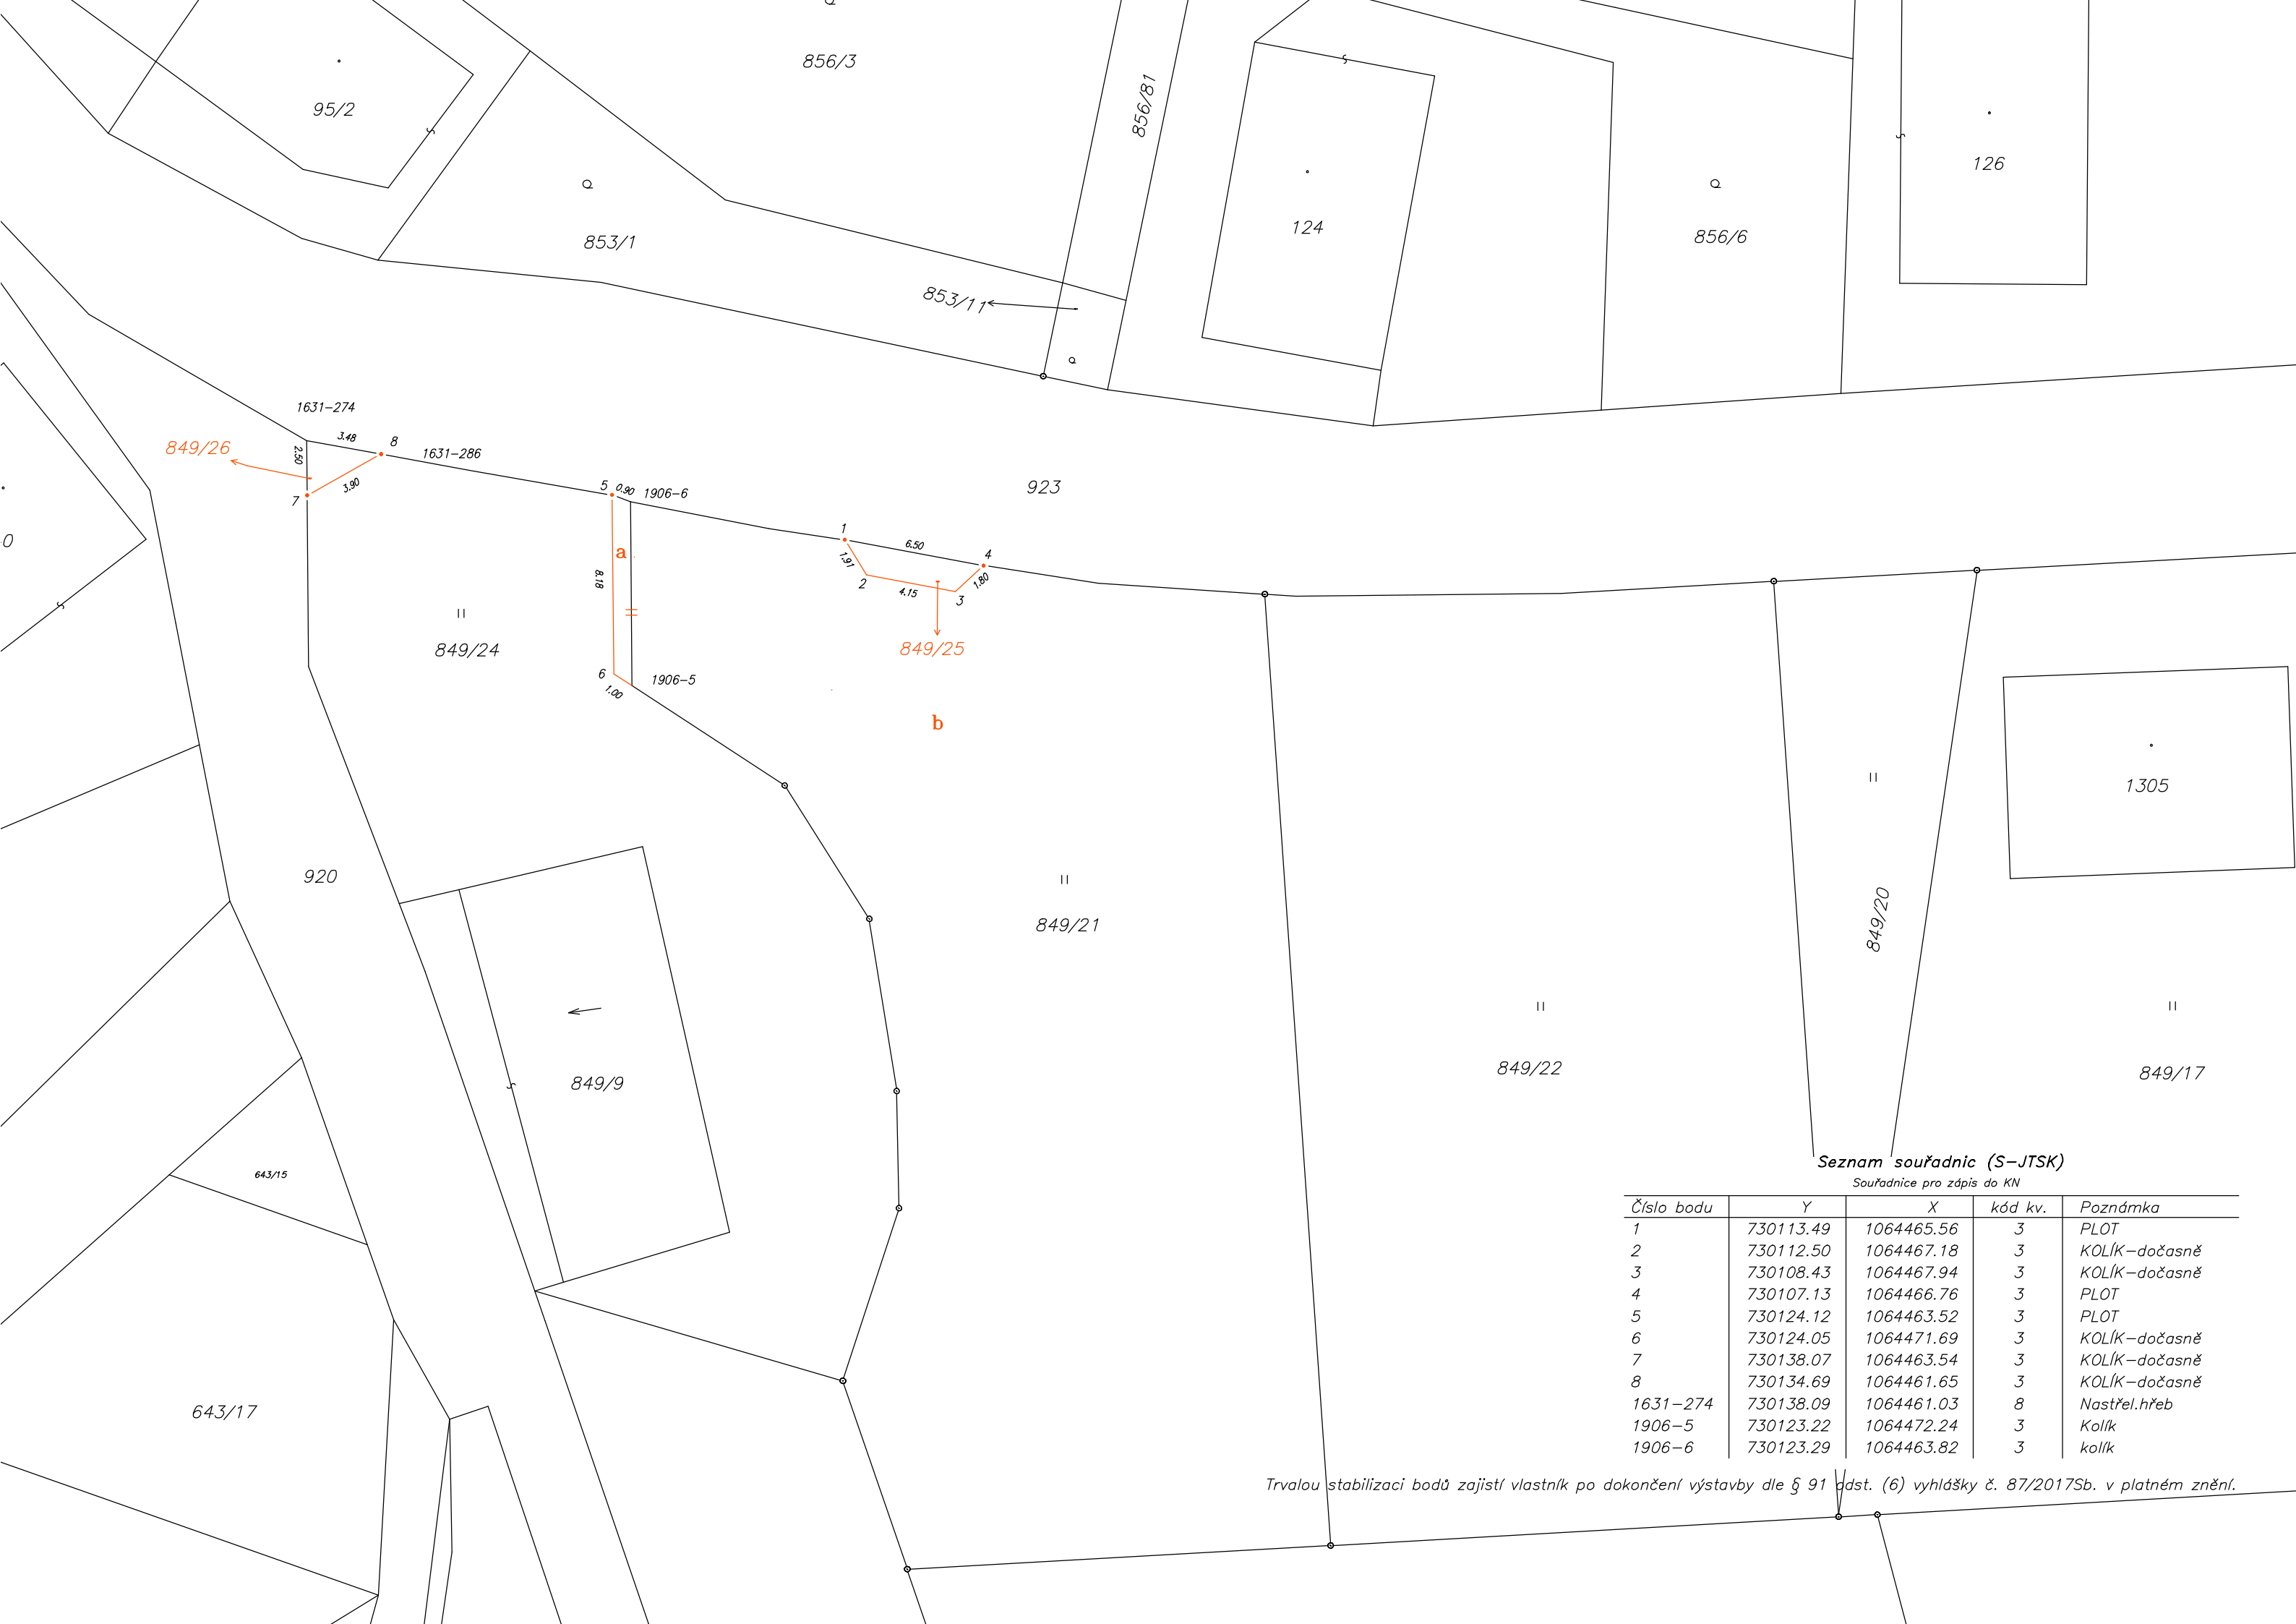 856/3
95/2
856/81
126
124
853/1
856/6
853/11
1631-274
849/26
3.48
8
2.50
1631-286
3.90
7
5
0.90
1906-6
923
1
6.50
4
a
1.91
2
4.15
3
1.80
8.18
849/24
849/25
6
1.00
1906-5
b
0
1305
920
849/21
849/20
849/22
849/17
849/9
643/15
643/17
Seznam souřadnic (S-JTSK)
Souřadnice pro zápis do KN
Číslo bodu Y X kód kv. Poznámka
1 730113.49 1064465.56 3 PLOT
2 730112.50 1064467.18 3 KOLÍK-dočasně
3 730108.43 1064467.94 3 KOLÍK-dočasně
4 730107.13 1064466.76 3 PLOT
5 730124.12 1064463.52 3 PLOT
6 730124.05 1064471.69 3 KOLÍK-dočasně
7 730138.07 1064463.54 3 KOLÍK-dočasně
8 730134.69 1064461.65 3 KOLÍK-dočasně
1631-274 730138.09 1064461.03 8 Nastřel.hřeb
1906-5 730123.22 1064472.24 3 Kolík
1906-6 730123.29 1064463.82 3 kolík
Trvalou stabilizaci bodů zajistí vlastník po dokončení výstavby dle § 91 odst. (6) vyhlášky č. 87/2017Sb. v platném znění.